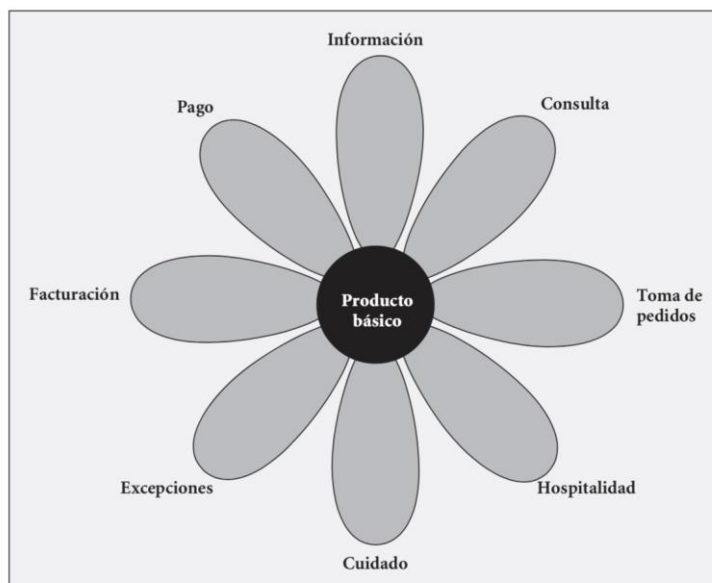 Información
Consulta
Toma de
pedidos
Hospitalidad
Cuidado
Excepciones
Facturación
Pago
Producto
básico